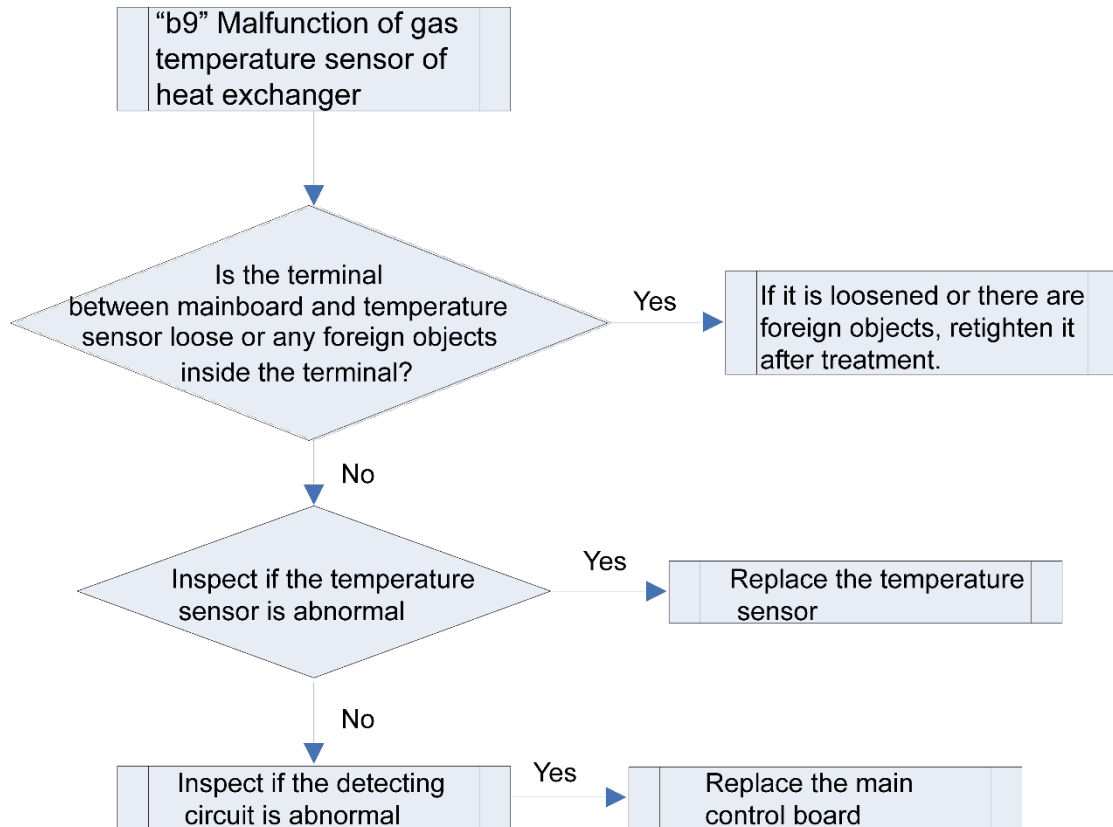 “b9” Malfunction of gas
temperature sensor of
heat exchanger
Is the terminal
between mainboard and temperature
sensor loose or any foreign objects
inside the terminal?
Yes
If it is loosened or there are
foreign objects, retighten it
after treatment.
No
Inspect if the temperature
sensor is abnormal
Yes
Replace the temperature
sensor
No
Inspect if the detecting
circuit is abnormal
Yes
Replace the main
control board